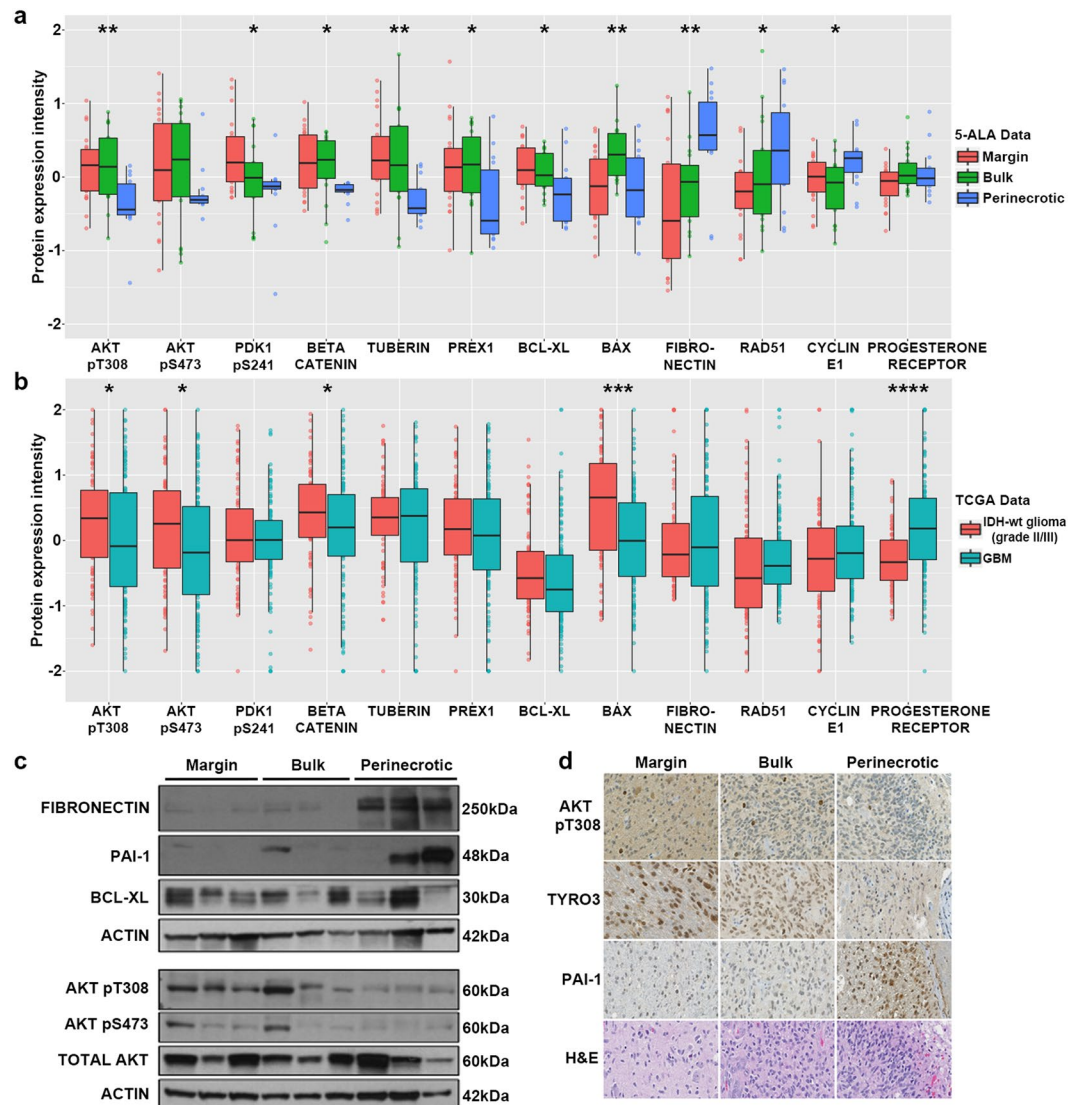 a
2
** * * ** * * ** ** * *
1
0
-1
-2
Protein expression intensity
5-ALA Data
Margin
Bulk
Perinecrotic
AKT pT308
AKT pS473
PDK1 pS241
BETA CATENIN
TUBERIN
PREX1
BCL-XL
BAX
FIBRO-
NECTIN
RAD51
CYCLIN E1
PROGESTERONE RECEPTOR
b
* * * *** ****
2
1
0
-1
-2
Protein expression intensity
TCGA Data
IDH-wt glioma
(grade II/III)
GBM
AKT pT308
AKT pS473
PDK1 pS241
BETA CATENIN
TUBERIN
PREX1
BCL-XL
BAX
FIBRO-
NECTIN
RAD51
CYCLIN E1
PROGESTERONE RECEPTOR
c
Margin Bulk Perinecrotic
FIBRONECTIN 250kDa
PAI-1 48kDa
BCL-XL 30kDa
ACTIN 42kDa
AKT pT308 60kDa
AKT pS473 60kDa
TOTAL AKT 60kDa
ACTIN 42kDa
d
Margin Bulk Perinecrotic
AKT
pT308
TYRO3
PAI-1
H&E